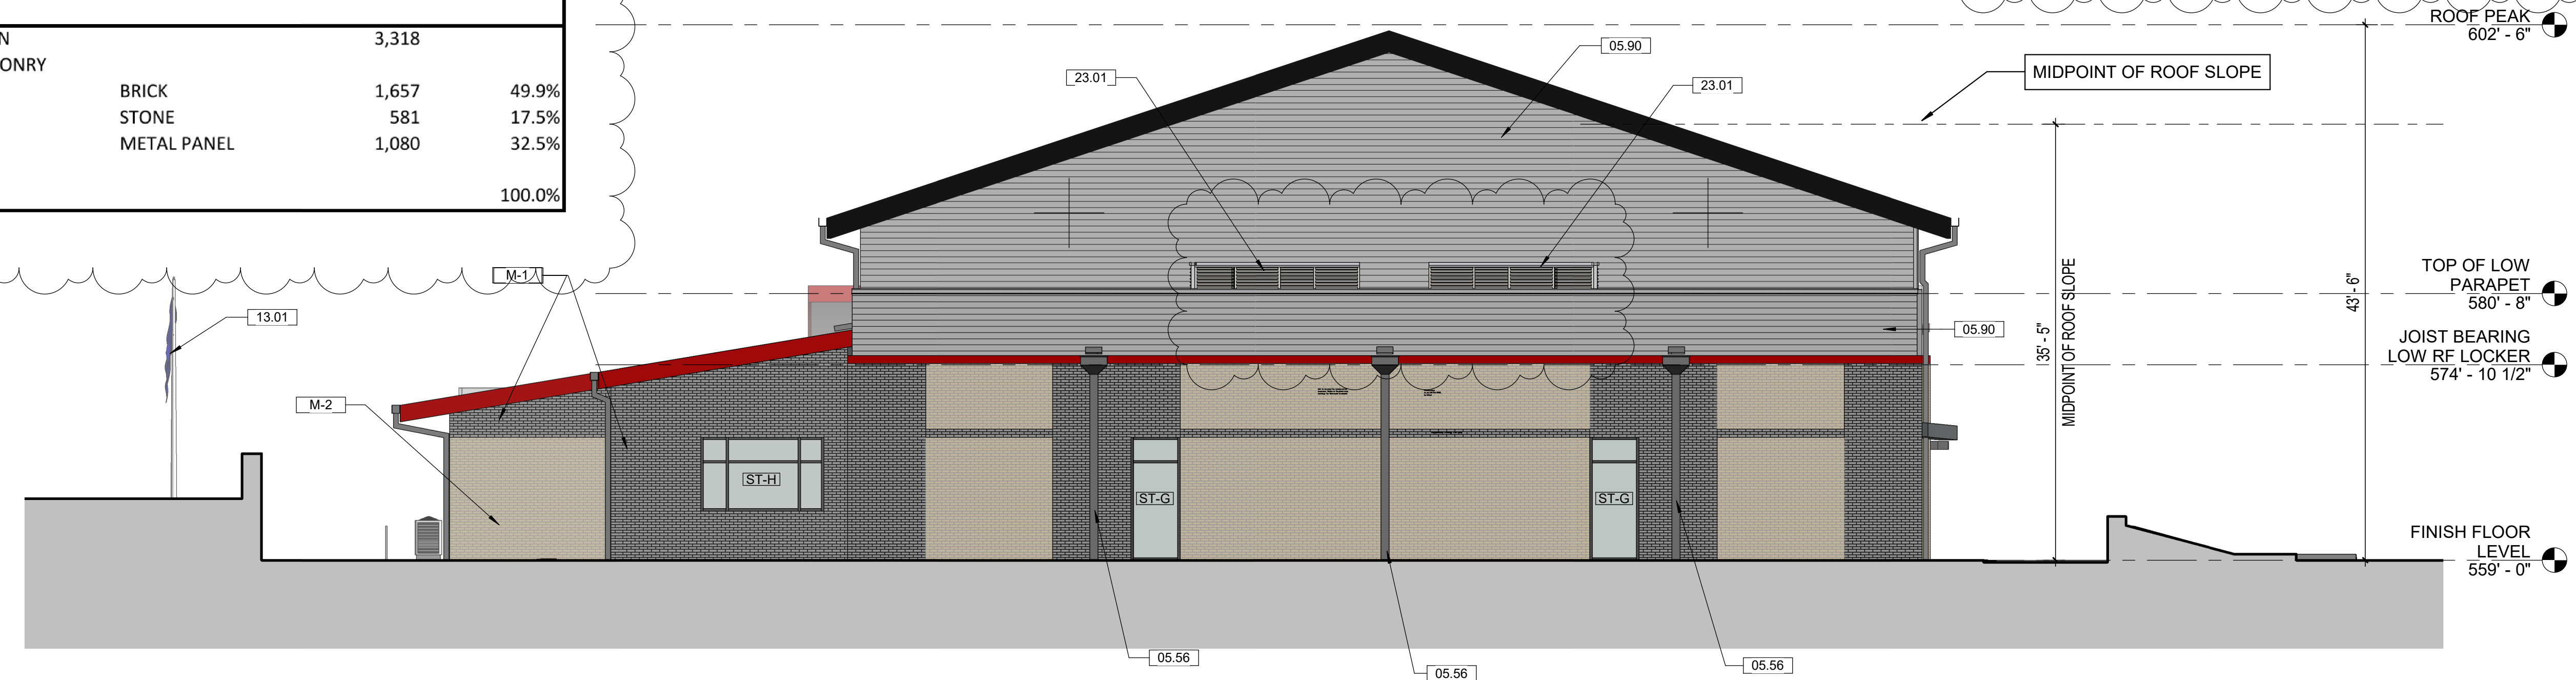 N 3,318
ONRY
BRICK 1,657 49.9%
STONE 581 17.5%
METAL PANEL 1,080 32.5%
100.0%
ROOF PEAK
602' - 6"
05.90
23.01
23.01
MIDPOINT OF ROOF SLOPE
M-1
13.01
M-2
TOP OF LOW
PARAPET
580' - 8"
43' - 6"
35' - 5"
MIDPOINT OF ROOF SLOPE
05.90
JOIST BEARING
LOW RF LOCKER
574' - 10 1/2"
ST-H
ST-G
ST-G
FINISH FLOOR
LEVEL
559' - 0"
05.56
05.56
05.56